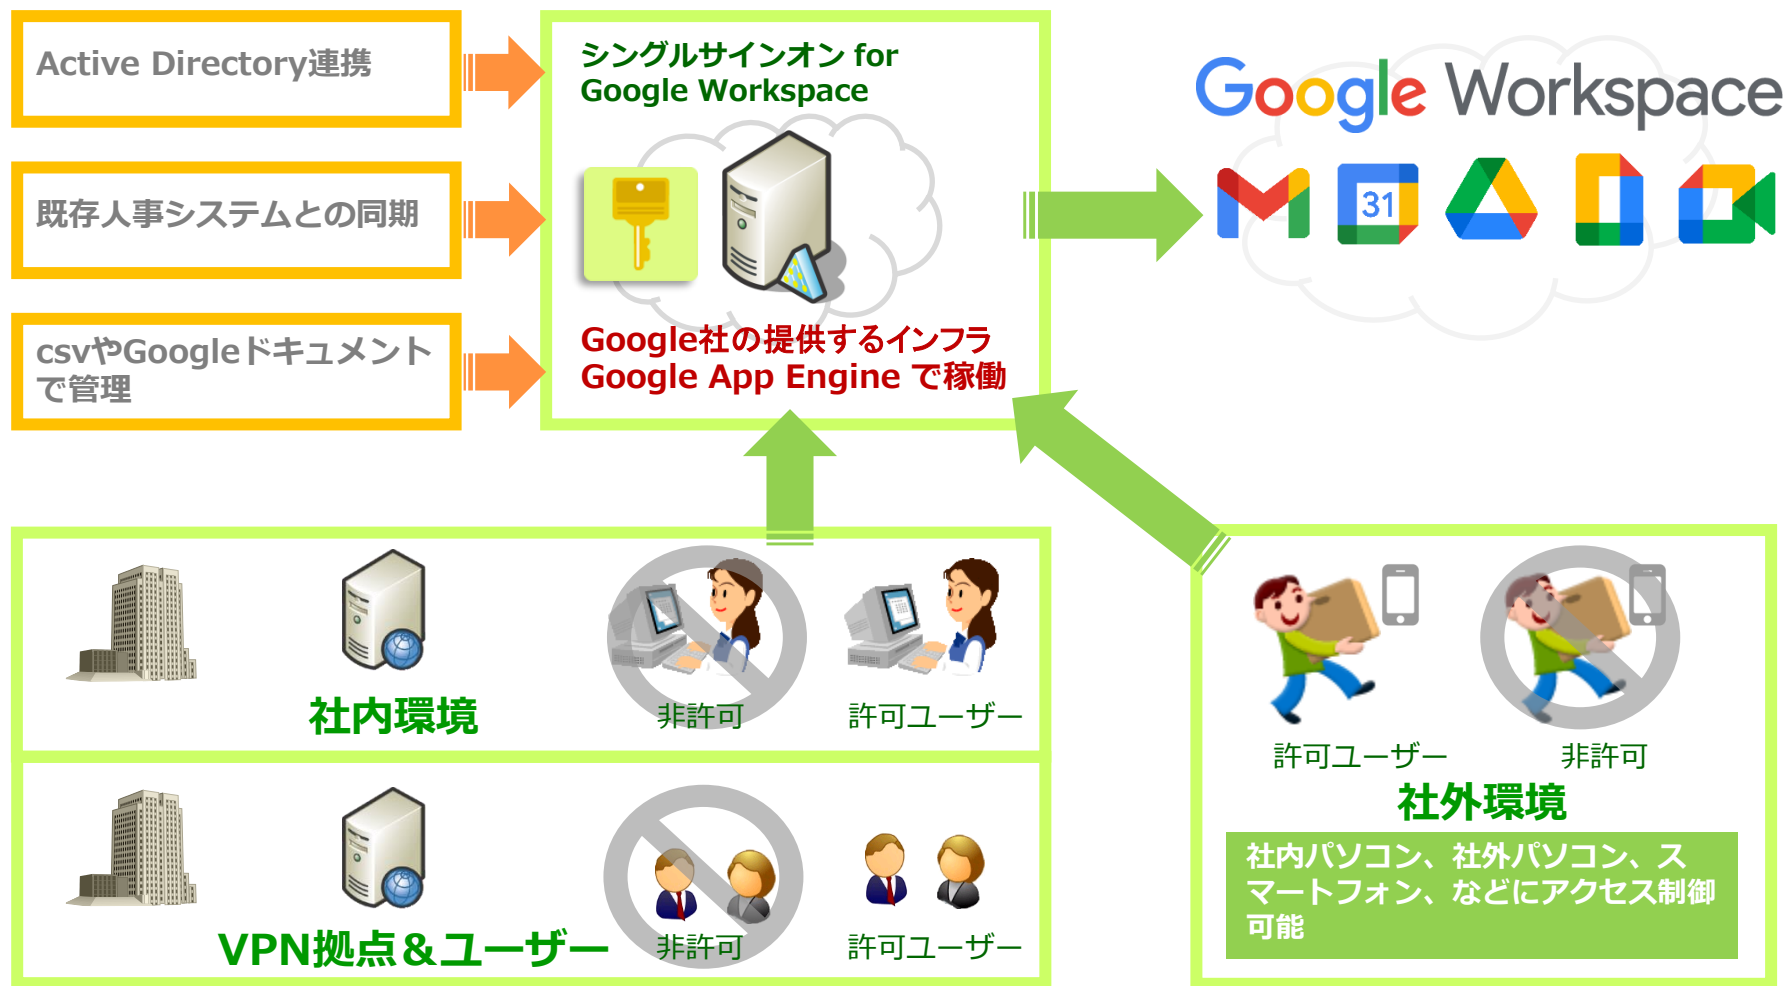 Active Directory連携
既存人事システムとの同期
csvやGoogleドキュメント
で管理
シングルサインオン for
Google Workspace
Google社の提供するインフラ
Google App Engine で稼働
Google Workspace
31
社内環境
非許可
許可ユーザー
VPN拠点＆ユーザー
非許可
許可ユーザー
許可ユーザー
非許可
社外環境
社内パソコン、社外パソコン、ス
マートフォン、などにアクセス制御
可能